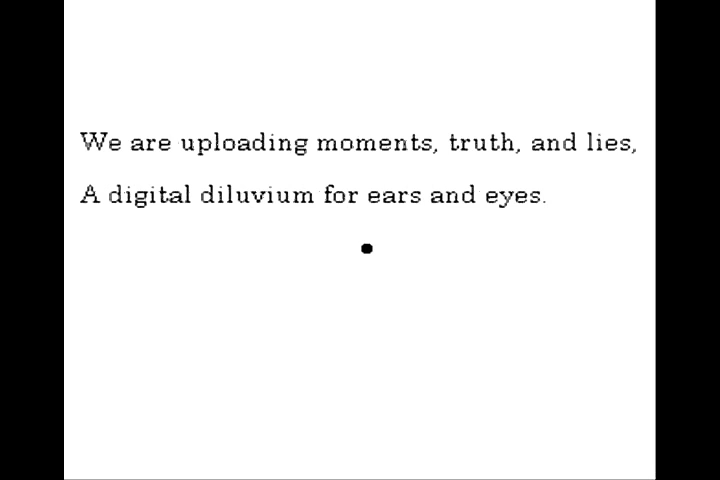 We are uploading moments, truth, and lies,
A digital diluvium for ears and eyes.